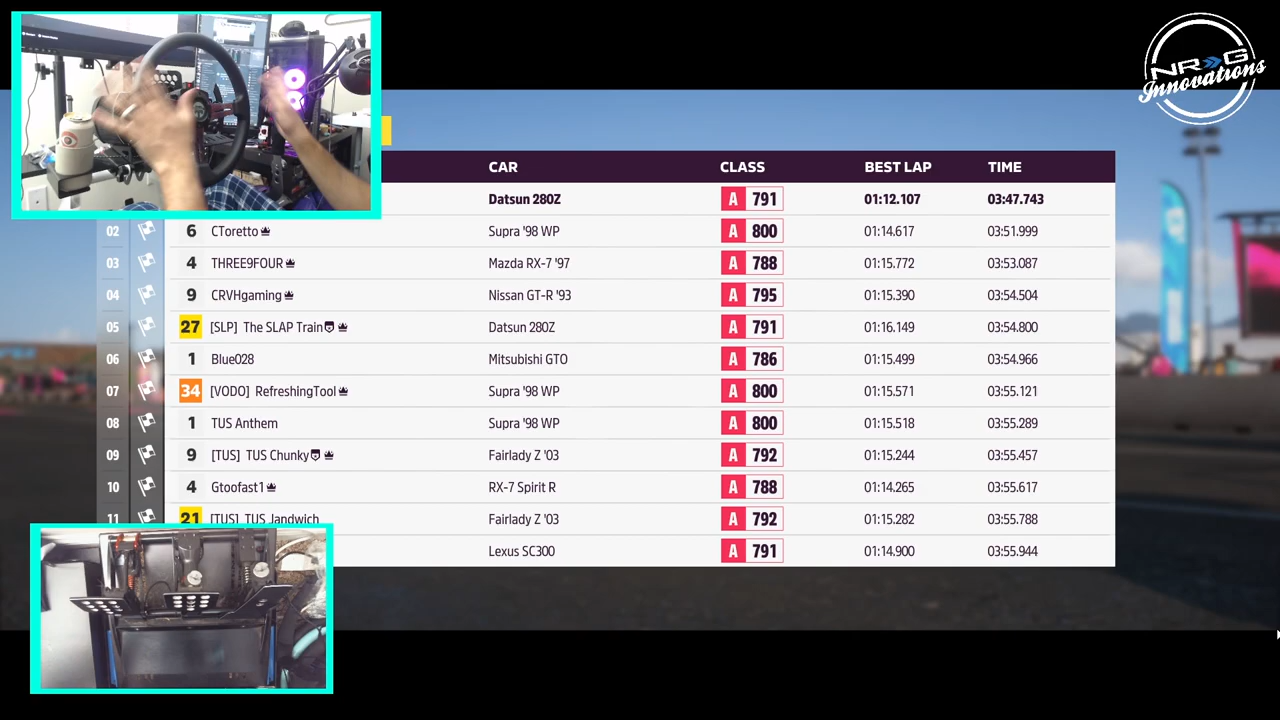 NRG
Innovations
CAR CLASS BEST LAP TIME
Datsun 280Z A 791 01:12.107 03:47.743
02 6 CToretto Supra '98 WP A 800 01:14.617 03:51.999
03 4 THREE9FOUR Mazda RX-7 '97 A 788 01:15.772 03:53.087
04 9 CRVHgaming Nissan GT-R '93 A 795 01:15.390 03:54.504
05 27 [SLP] The SLAP Train Datsun 280Z A 791 01:16.149 03:54.800
06 1 Blue028 Mitsubishi GTO A 786 01:15.499 03:54.966
07 34 [VODO] RefreshingTool Supra '98 WP A 800 01:15.571 03:55.121
08 1 TUS Anthem Supra '98 WP A 800 01:15.518 03:55.289
09 9 [TUS] TUS Chunky Fairlady Z '03 A 792 01:15.244 03:55.457
10 4 Gtoofast1 RX-7 Spirit R A 788 01:14.265 03:55.617
11 21 [TUS] TUS Jandwich Fairlady Z '03 A 792 01:15.282 03:55.788
Lexus SC300 A 791 01:14.900 03:55.944